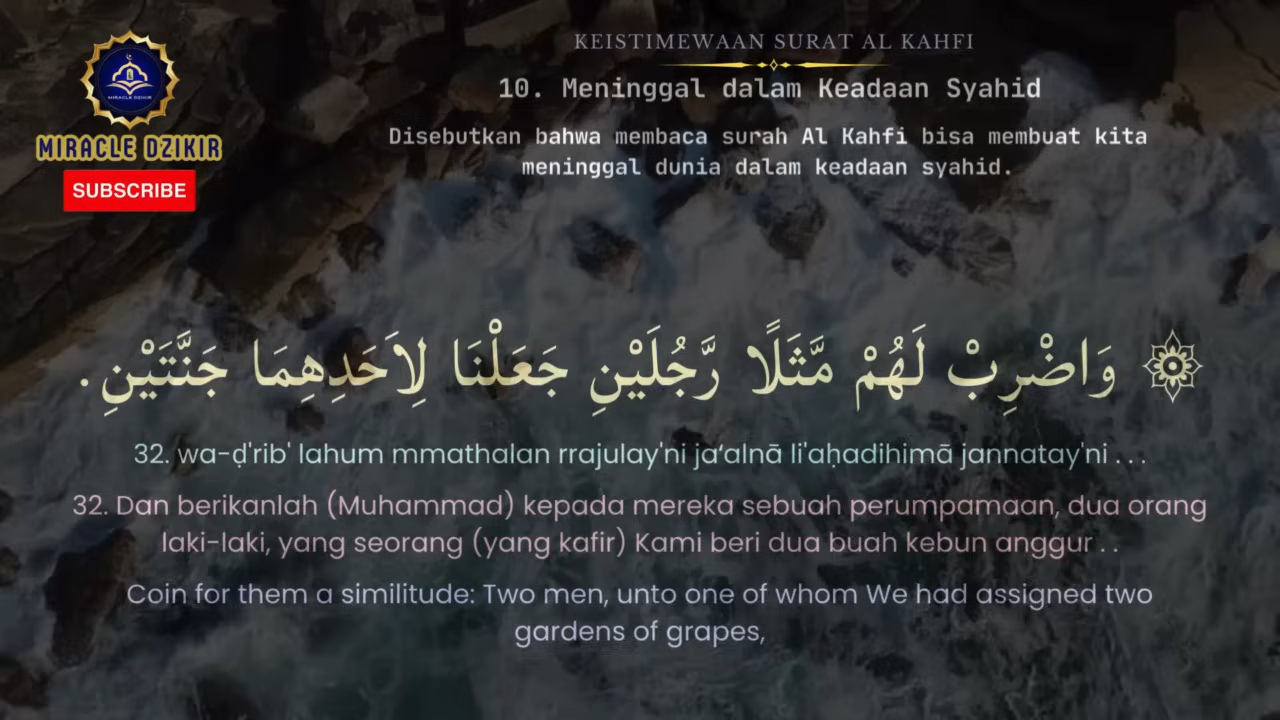 KEISTIMEWAAN SURAT AL KAHFI
10. Meninggal dalam Keadaan Syahid
Disebutkan bahwa membaca surah Al Kahfi bisa membuat kita
meninggal dunia dalam keadaan syahid.
MIRACLE DZIKIR
MIRACLE DZIKIR
SUBSCRIBE
۞ وَاضْرِبْ لَهُمْ مَّثَلًا رَّجُلَيْنِ جَعَلْنَا لِاَحَدِهِمَا جَنَّتَيْنِ.
32. wa-ḍ'rib' lahum mmathalan rrajulay'ni ja‘alnā li'aḥadihimā jannatay'ni . . .
32. Dan berikanlah (Muhammad) kepada mereka sebuah perumpamaan, dua orang
laki-laki, yang seorang (yang kafir) Kami beri dua buah kebun anggur . .
Coin for them a similitude: Two men, unto one of whom We had assigned two
gardens of grapes,